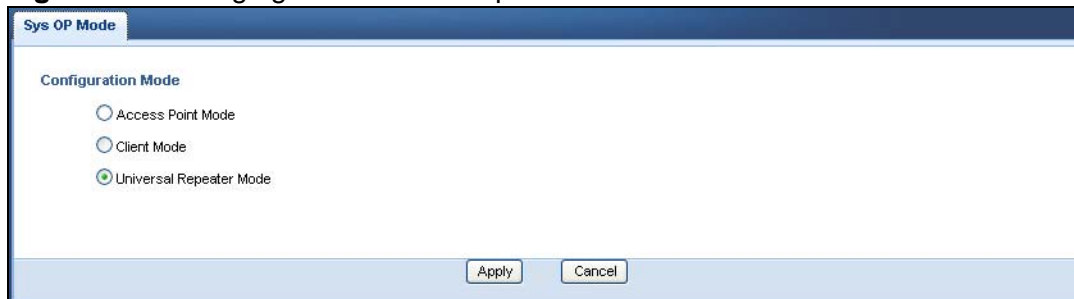 Sys OP Mode
Configuration Mode
Access Point Mode
Client Mode
Universal Repeater Mode
Apply Cancel